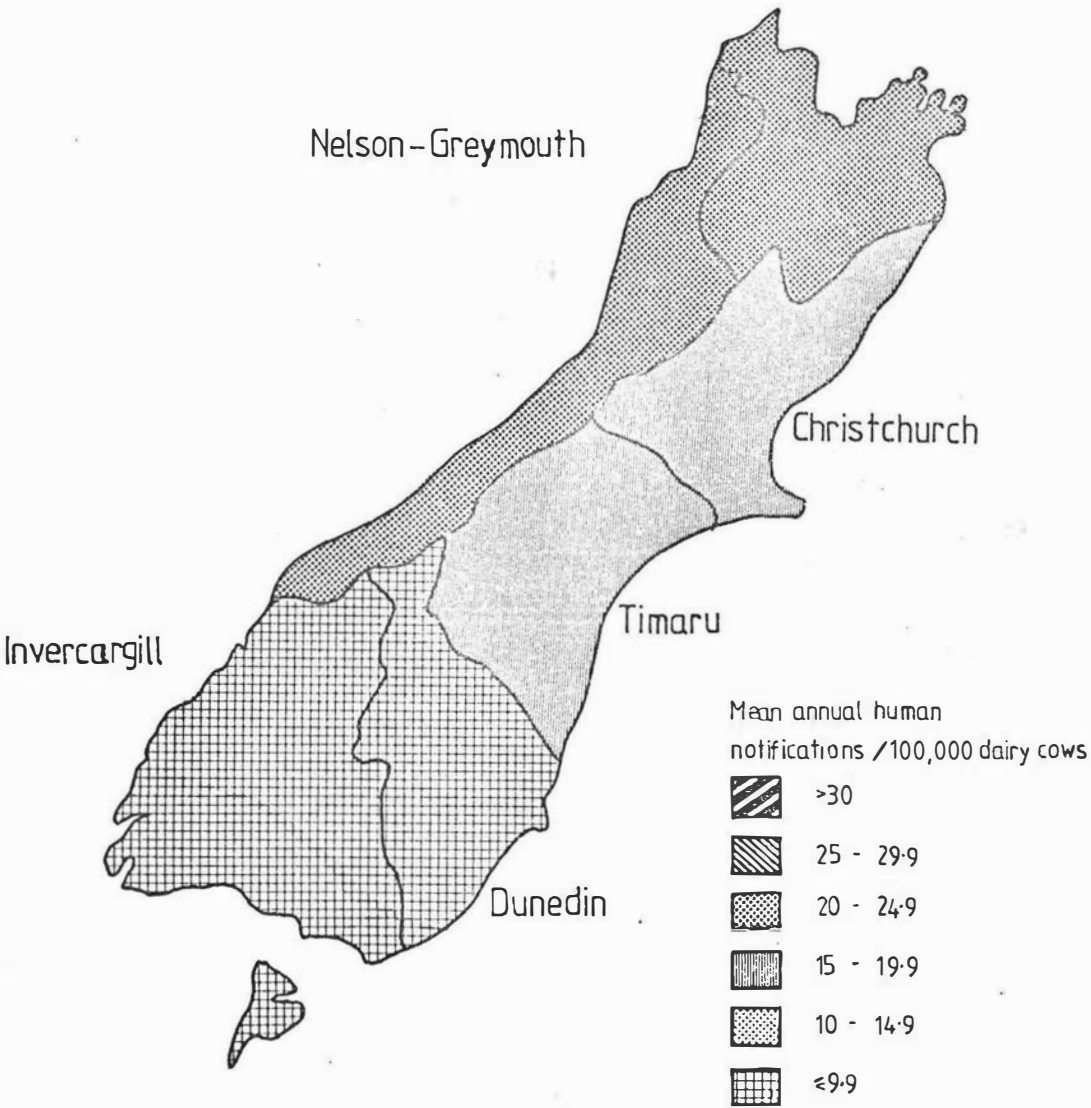 Nelson-Greymouth
Christchurch
Timaru
Invercargill
Dunedin
Mean annual human
notifications /100,000 dairy cows
>30
25 - 29·9
20 - 24·9
15 - 19·9
10 - 14·9
≤9·9